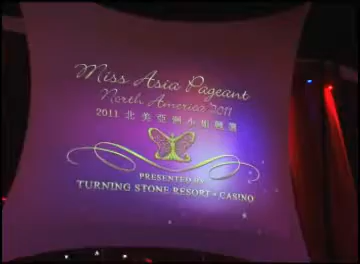 Miss Asia Pageant
North America 2011
2011 北美亞洲小姐競選
PRESENTED BY
TURNING STONE RESORT • CASINO